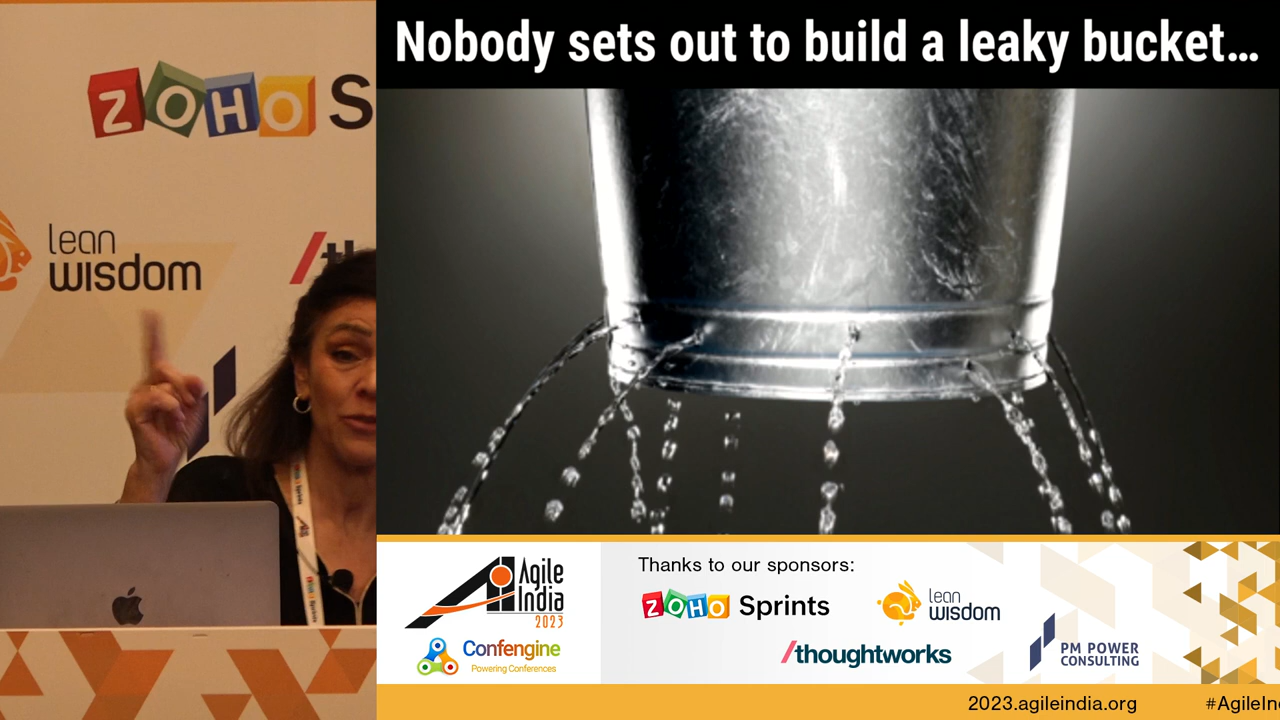 Nobody sets out to build a leaky bucket...
ZOHO S
lean
wisdom
/th
Agile
India
2023
Confengine
Powering Conferences
Thanks to our sponsors:
ZOHO Sprints
lean
wisdom
/thoughtworks
PM POWER
CONSULTING
2023.agileindia.org
#AgileIn